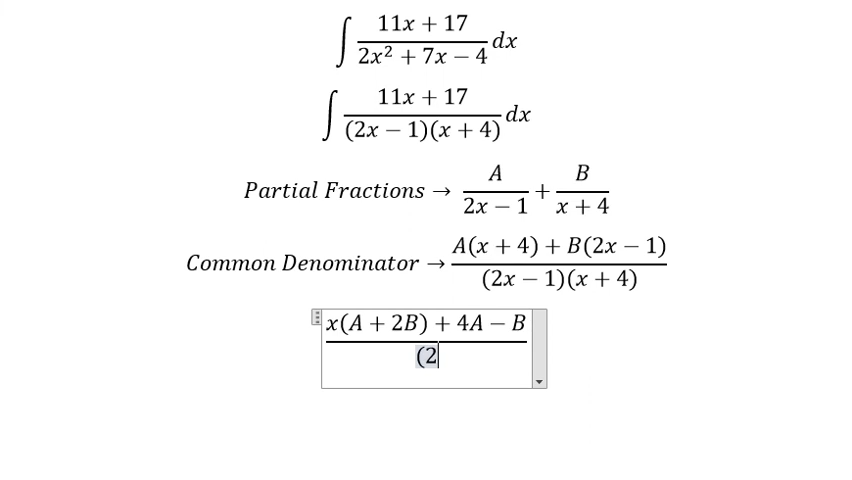 ∫ (11x + 17)/(2x² + 7x − 4) dx
∫ (11x + 17)/((2x − 1)(x + 4)) dx
Partial Fractions → A/(2x − 1) + B/(x + 4)
Common Denominator → (A(x + 4) + B(2x − 1))/((2x − 1)(x + 4))
x(A + 2B) + 4A − B
(2